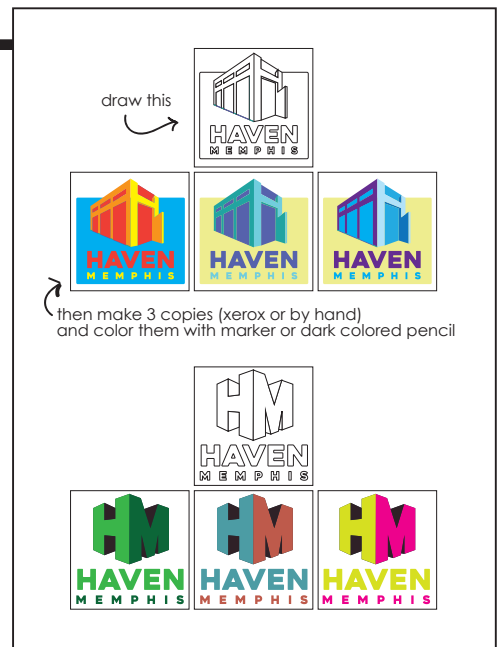 draw this
HAVEN
MEMPHIS
HAVEN
MEMPHIS
HAVEN
MEMPHIS
HAVEN
MEMPHIS
then make 3 copies (xerox or by hand)
and color them with marker or dark colored pencil
HM
HAVEN
MEMPHIS
HM
HAVEN
MEMPHIS
HM
HAVEN
MEMPHIS
HM
HAVEN
MEMPHIS